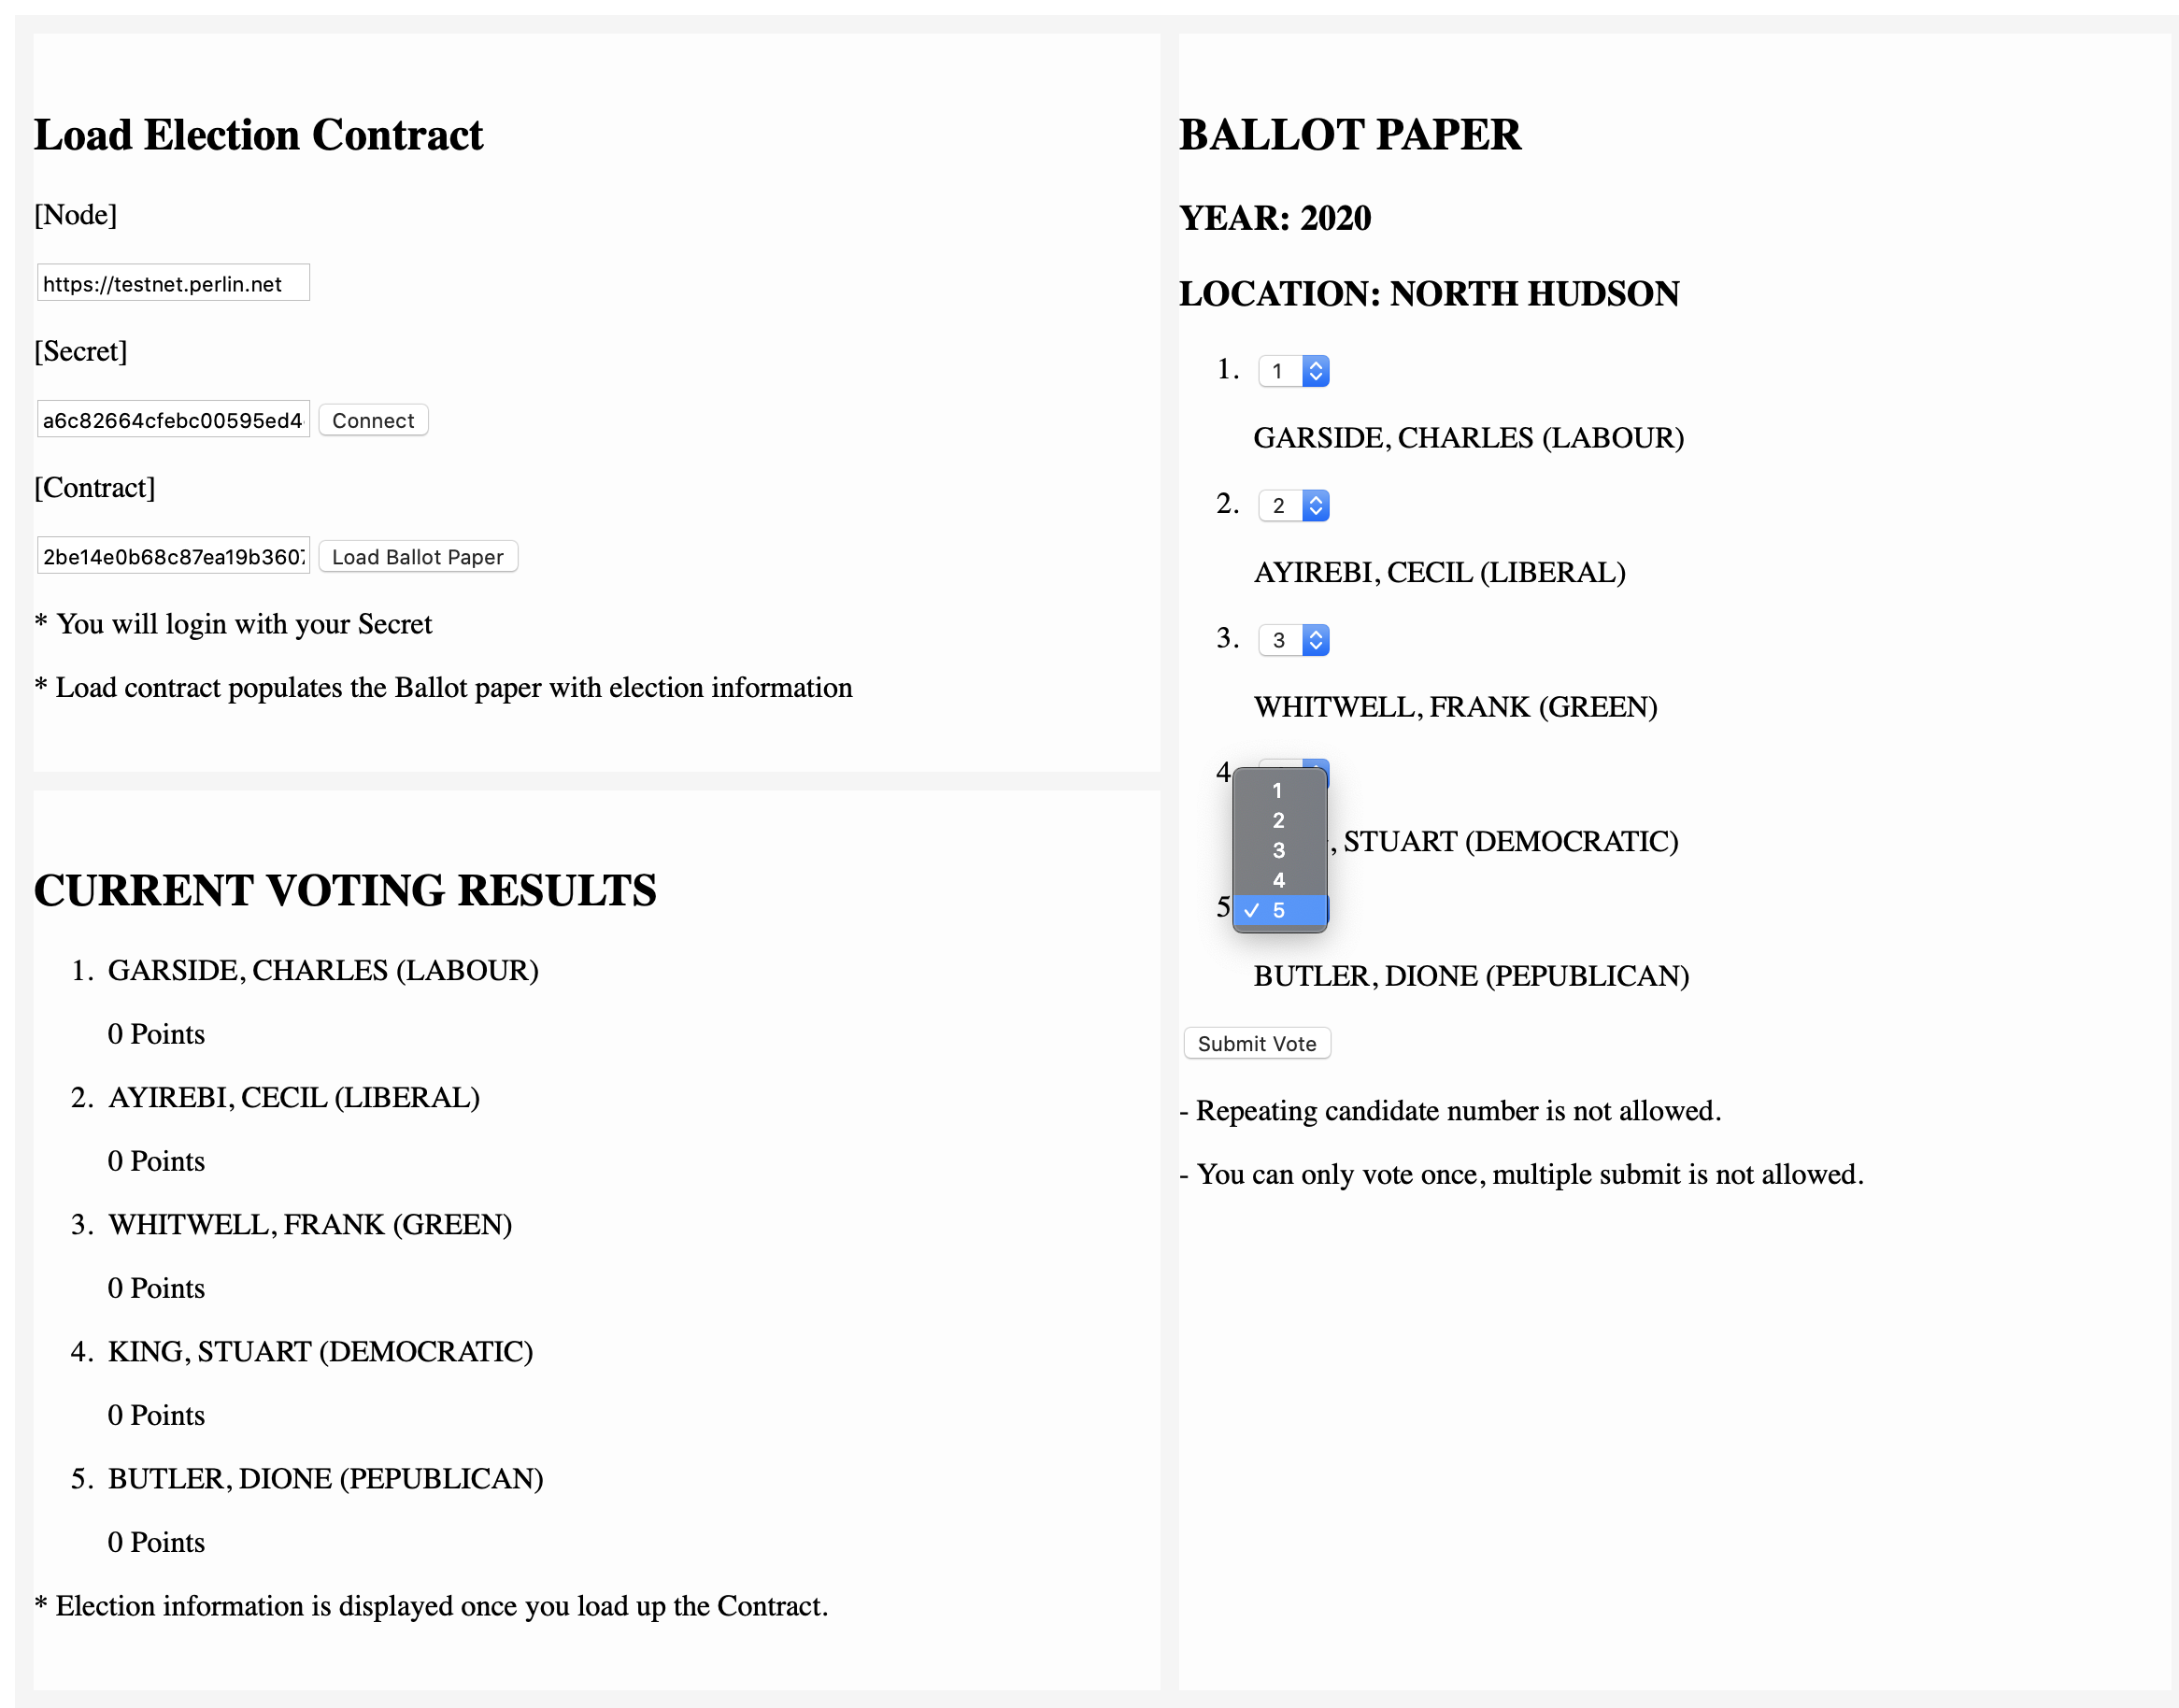 Load Election Contract
[Node]
https://testnet.perlin.net
[Secret]
a6c82664cfebc00595ed4
Connect
[Contract]
2be14e0b68c87ea19b3607
Load Ballot Paper
* You will login with your Secret
* Load contract populates the Ballot paper with election information
CURRENT VOTING RESULTS
1. GARSIDE, CHARLES (LABOUR)
0 Points
2. AYIREBI, CECIL (LIBERAL)
0 Points
3. WHITWELL, FRANK (GREEN)
0 Points
4. KING, STUART (DEMOCRATIC)
0 Points
5. BUTLER, DIONE (PEPUBLICAN)
0 Points
* Election information is displayed once you load up the Contract.
BALLOT PAPER
YEAR: 2020
LOCATION: NORTH HUDSON
1. 1
GARSIDE, CHARLES (LABOUR)
2. 2
AYIREBI, CECIL (LIBERAL)
3. 3
WHITWELL, FRANK (GREEN)
4
1
2
3
, STUART (DEMOCRATIC)
4
5 ✓ 5
BUTLER, DIONE (PEPUBLICAN)
Submit Vote
- Repeating candidate number is not allowed.
- You can only vote once, multiple submit is not allowed.